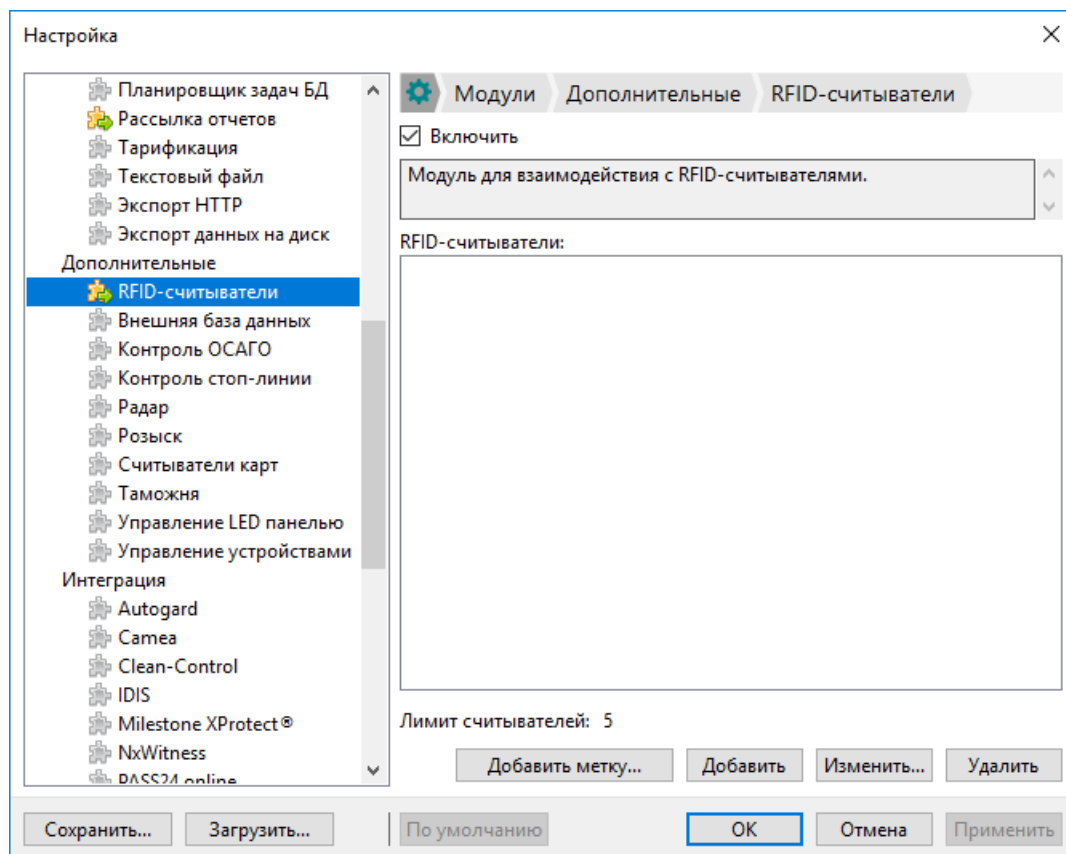 Настройка
Планировщик задач БД
Рассылка отчетов
Тарификация
Текстовый файл
Экспорт HTTP
Экспорт данных на диск
Дополнительные
RFID-считыватели
Внешняя база данных
Контроль ОСАГО
Контроль стоп-линии
Радар
Розыск
Считыватели карт
Таможня
Управление LED панелью
Управление устройствами
Интеграция
Autogard
Camea
Clean-Control
IDIS
Milestone XProtect®
NxWitness
PASS24.online
Модули Дополнительные RFID-считыватели
Включить
Модуль для взаимодействия с RFID-считывателями.
RFID-считыватели:
Лимит считывателей: 5
Добавить метку... Добавить Изменить... Удалить
Сохранить... Загрузить... По умолчанию ОК Отмена Применить